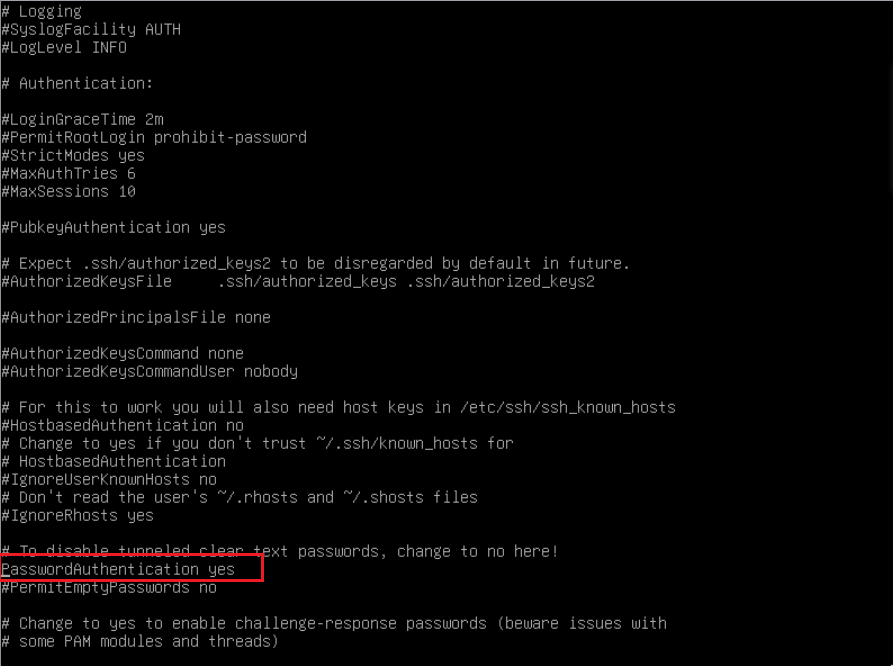 # Logging
#SyslogFacility AUTH
#LogLevel INFO
# Authentication:
#LoginGraceTime 2m
#PermitRootLogin prohibit-password
#StrictModes yes
#MaxAuthTries 6
#MaxSessions 10
#PubkeyAuthentication yes
# Expect .ssh/authorized_keys2 to be disregarded by default in future.
#AuthorizedKeysFile     .ssh/authorized_keys .ssh/authorized_keys2
#AuthorizedPrincipalsFile none
#AuthorizedKeysCommand none
#AuthorizedKeysCommandUser nobody
# For this to work you will also need host keys in /etc/ssh/ssh_known_hosts
#HostbasedAuthentication no
# Change to yes if you don't trust ~/.ssh/known_hosts for
# HostbasedAuthentication
#IgnoreUserKnownHosts no
# Don't read the user's ~/.rhosts and ~/.shosts files
#IgnoreRhosts yes
# To disable tunneled clear text passwords, change to no here!
PasswordAuthentication yes
#PermitEmptyPasswords no
# Change to yes to enable challenge-response passwords (beware issues with
# some PAM modules and threads)